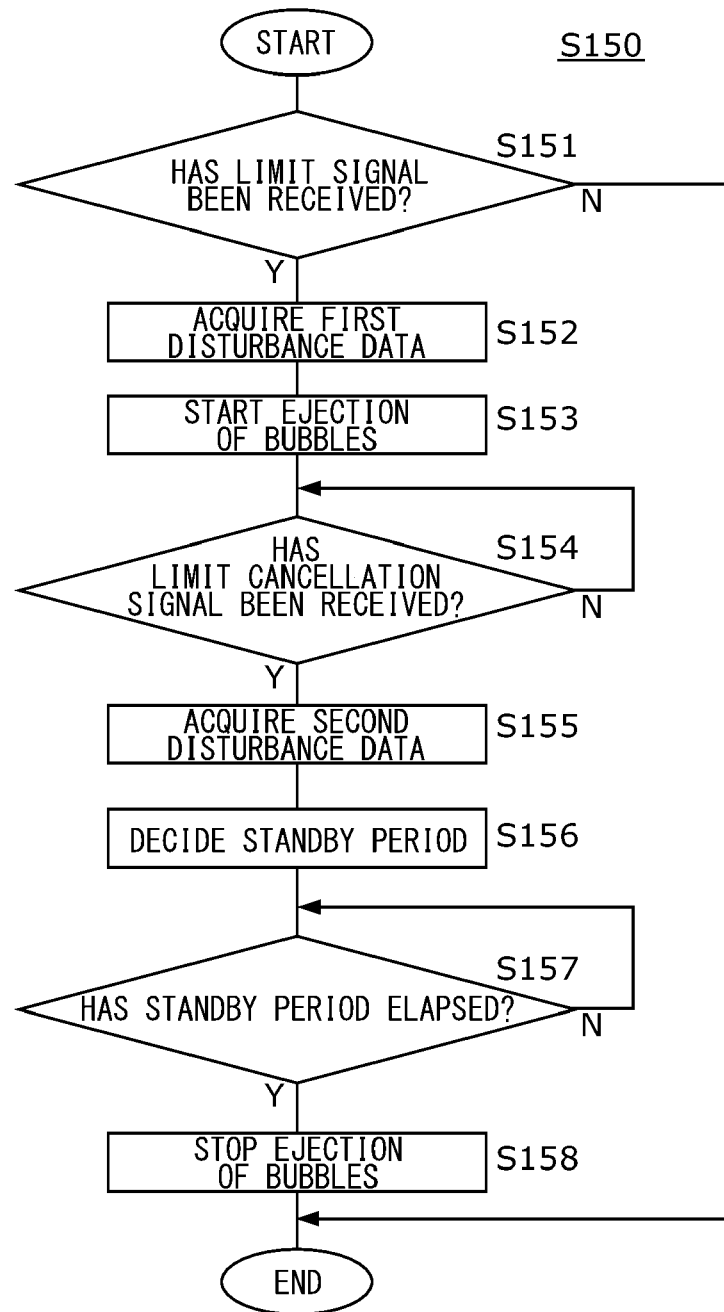 START
S150
S151
HAS LIMIT SIGNAL
BEEN RECEIVED?
N
Y
ACQUIRE FIRST
DISTURBANCE DATA
S152
START EJECTION
OF BUBBLES
S153
HAS
LIMIT CANCELLATION
SIGNAL BEEN RECEIVED?
S154
N
Y
ACQUIRE SECOND
DISTURBANCE DATA
S155
DECIDE STANDBY PERIOD
S156
S157
HAS STANDBY PERIOD ELAPSED?
N
Y
STOP EJECTION
OF BUBBLES
S158
END